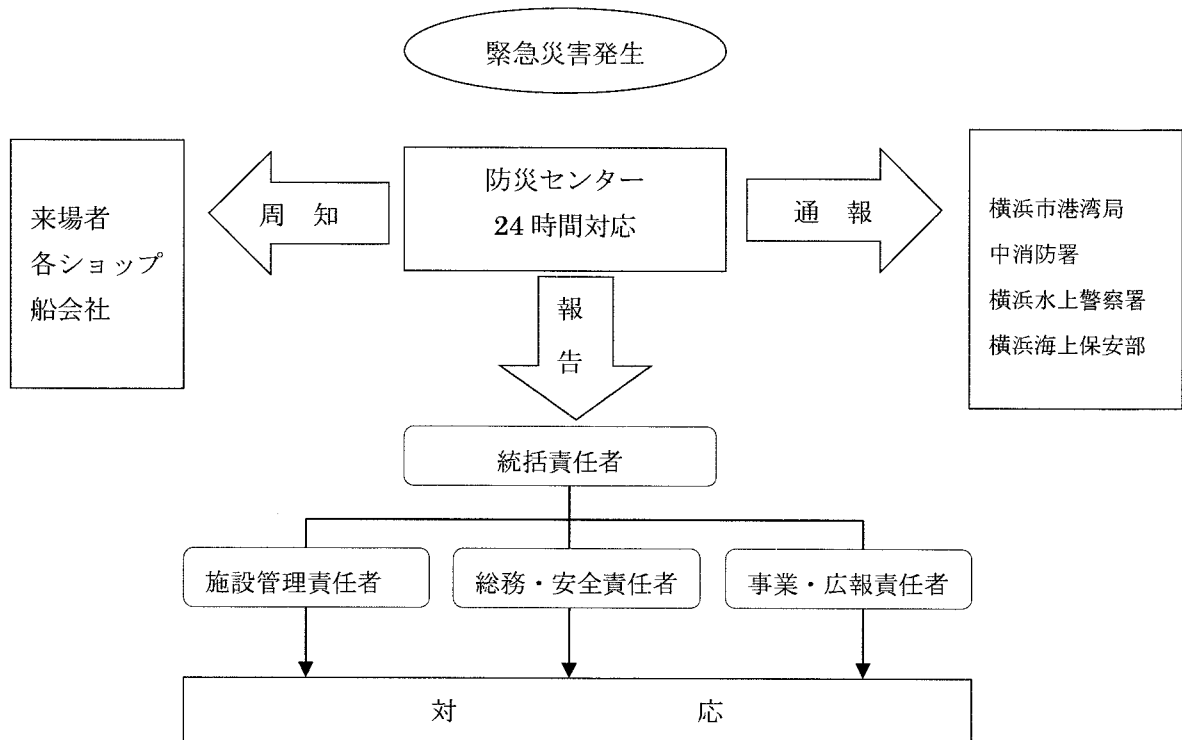 緊急災害発生
防災センター
24時間対応
周 知
通 報
来場者
各ショップ
船会社
横浜市港湾局
中消防署
横浜水上警察署
横浜海上保安部
報
告
統括責任者
施設管理責任者
総務・安全責任者
事業・広報責任者
対 応